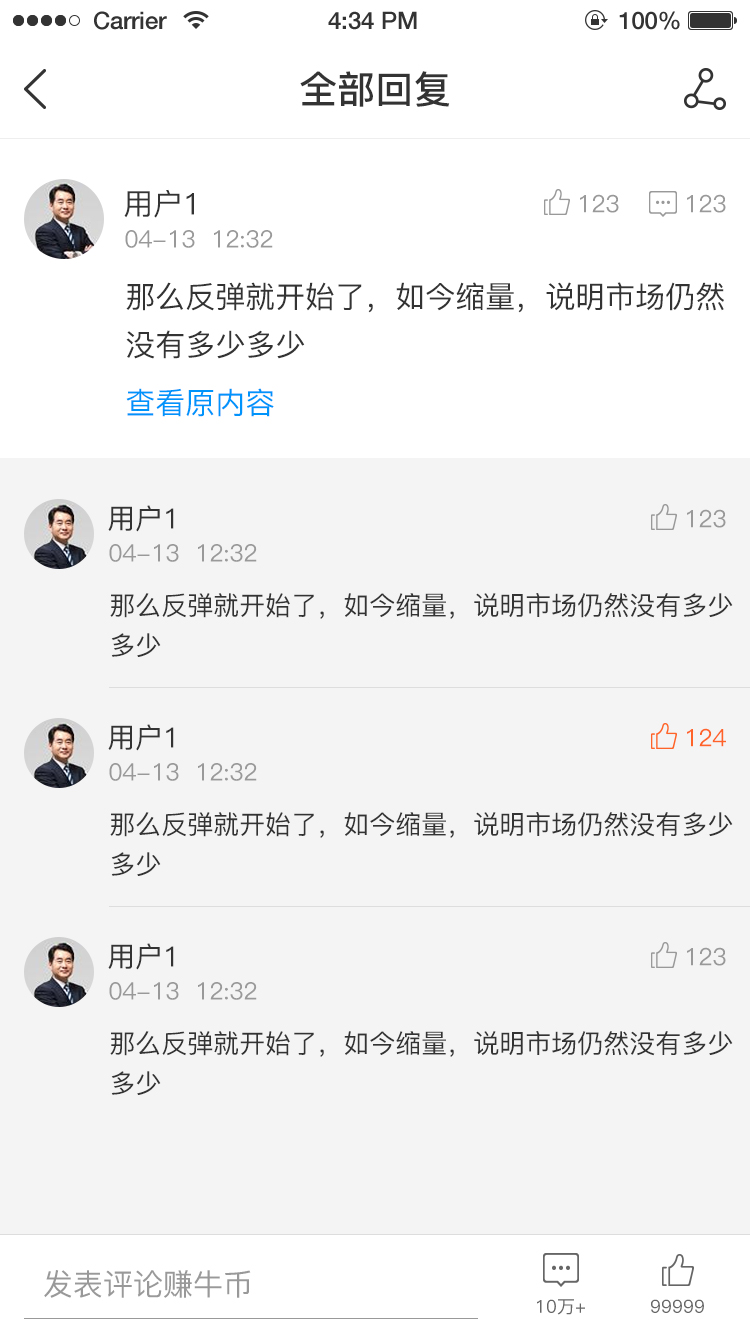 Carrier 4:34 PM 100%
全部回复
用户1 123 123
04-13 12:32
那么反弹就开始了，如今缩量，说明市场仍然
没有多少多少
查看原内容
用户1 123
04-13 12:32
那么反弹就开始了，如今缩量，说明市场仍然没有多少
多少
用户1 124
04-13 12:32
那么反弹就开始了，如今缩量，说明市场仍然没有多少
多少
用户1 123
04-13 12:32
那么反弹就开始了，如今缩量，说明市场仍然没有多少
多少
发表评论赚牛币
10万+ 99999